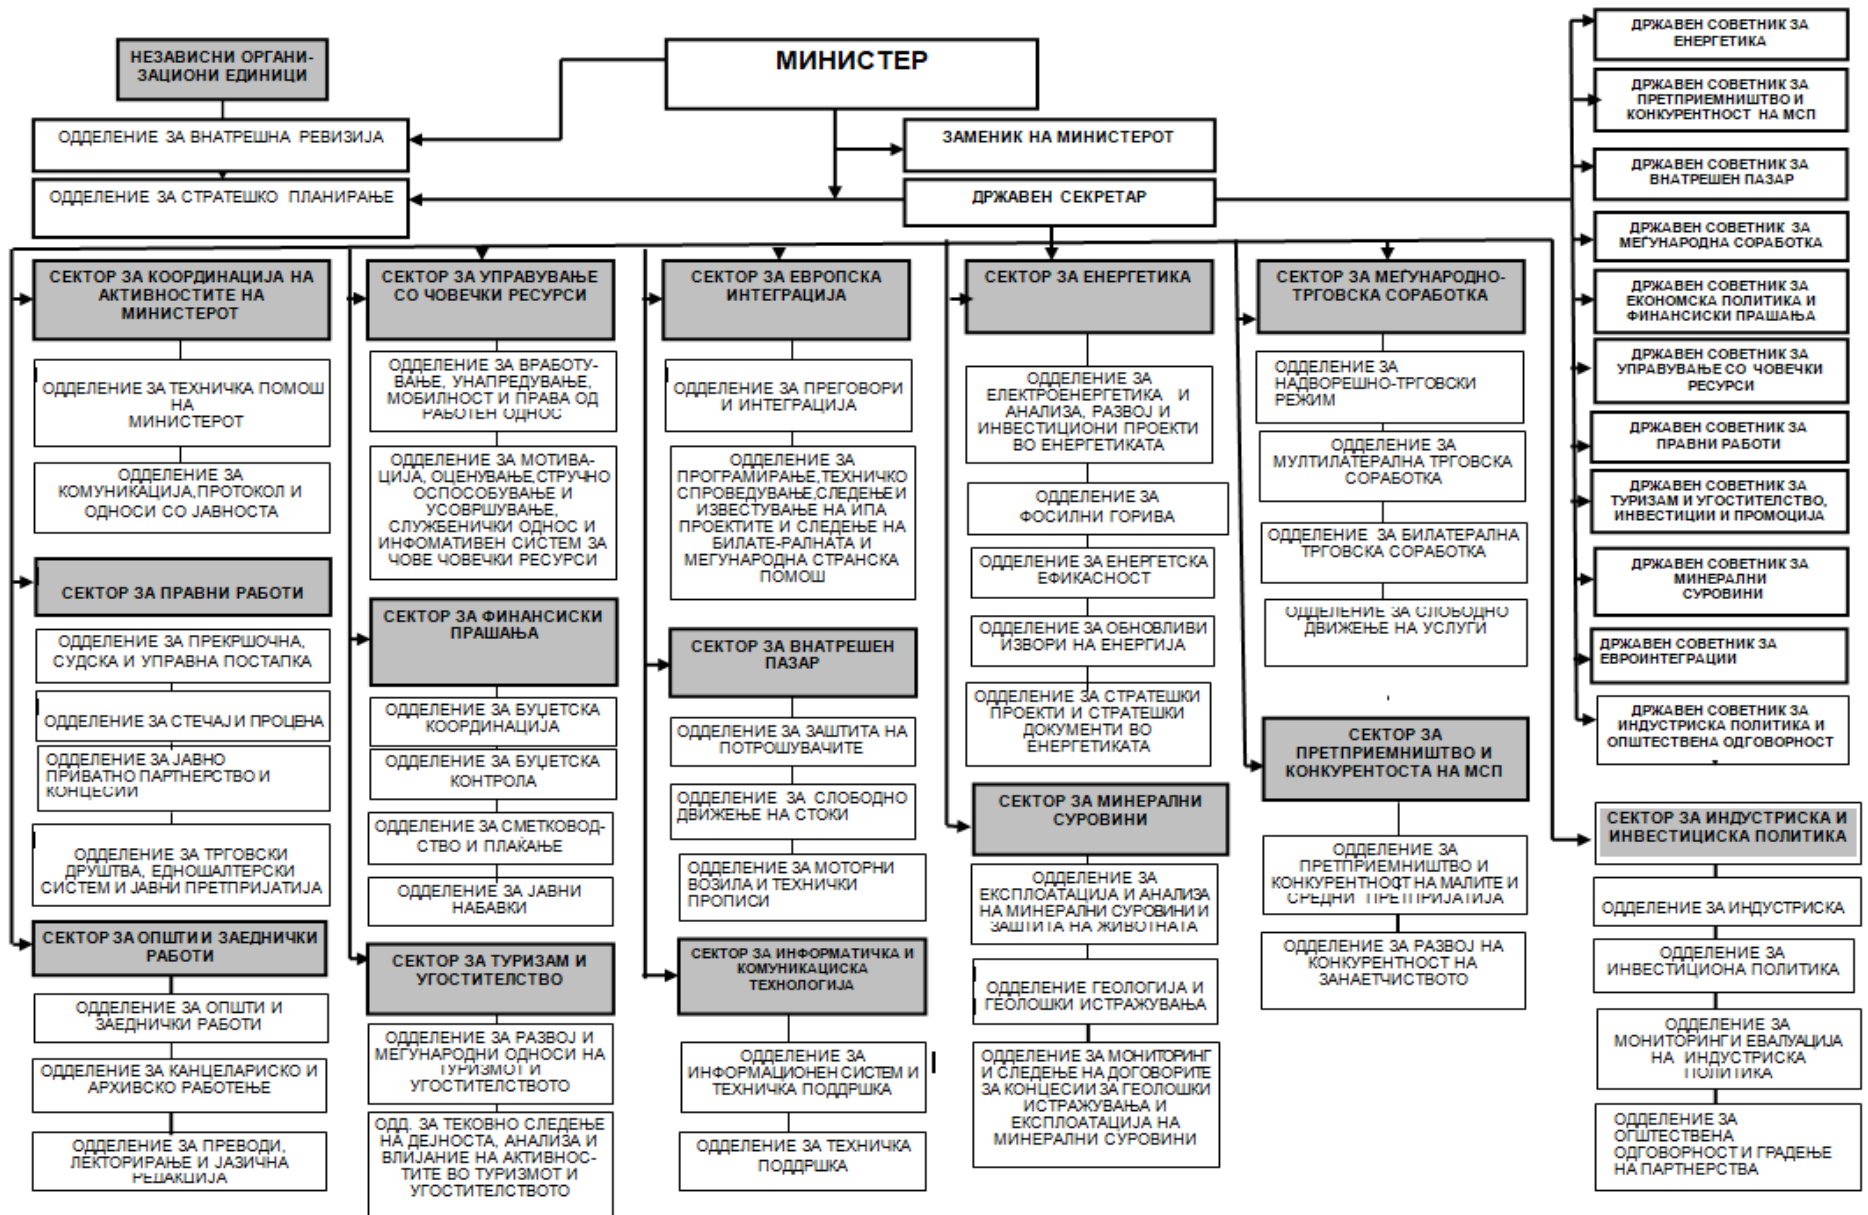 НЕЗАВИСНИ ОРГАНИ-
ЗАЦИОНИ ЕДИНИЦИ
ОДДЕЛЕНИЕ ЗА ВНАТРЕШНА РЕВИЗИЈА
ОДДЕЛЕНИЕ ЗА СТРАТЕШКО ПЛАНИРАЊЕ
МИНИСТЕР
ЗАМЕНИК НА МИНИСТЕРОТ
ДРЖАВЕН СЕКРЕТАР
ДРЖАВЕН СОВЕТНИК ЗА
ЕНЕРГЕТИКА
ДРЖАВЕН СОВЕТНИК ЗА
ПРЕТПРИЕМНИШТВО И
КОНКУРЕНТНОСТ НА МСП
ДРЖАВЕН СОВЕТНИК ЗА
ВНАТРЕШЕН ПАЗАР
ДРЖАВЕН СОВЕТНИК ЗА
МЕЃУНАРОДНА СОРАБОТКА
ДРЖАВЕН СОВЕТНИК ЗА
ЕКОНОМСКА ПОЛИТИКА И
ФИНАНСИСКИ ПРАШАЊА
ДРЖАВЕН СОВЕТНИК ЗА
УПРАВУВАЊЕ СО ЧОВЕЧКИ
РЕСУРСИ
ДРЖАВЕН СОВЕТНИК ЗА
ПРАВНИ РАБОТИ
ДРЖАВЕН СОВЕТНИК ЗА
ТУРИЗАМ И УГОСТИТЕЛСТВО,
ИНВЕСТИЦИИ И ПРОМОЦИЈА
ДРЖАВЕН СОВЕТНИК ЗА
МИНЕРАЛНИ
СУРОВИНИ
ДРЖАВЕН СОВЕТНИК ЗА
ЕВРОИНТЕГРАЦИИ
ДРЖАВЕН СОВЕТНИК ЗА
ИНДУСТРИСКА ПОЛИТИКА И
ОПШТЕСТВЕНА ОДГОВОРНОСТ
СЕКТОР ЗА КООРДИНАЦИЈА НА
АКТИВНОСТИТЕ НА
МИНИСТЕРОТ
ОДДЕЛЕНИЕ ЗА ТЕХНИЧКА ПОМОШ
НА
МИНИСТЕРОТ
ОДДЕЛЕНИЕ ЗА
КОМУНИКАЦИЈА,ПРОТОКОЛ И
ОДНОСИ СО ЈАВНОСТА
СЕКТОР ЗА ПРАВНИ РАБОТИ
ОДДЕЛЕНИЕ ЗА ПРЕКРШОЧНА,
СУДСКА И УПРАВНА ПОСТАПКА
ОДДЕЛЕНИЕ ЗА СТЕЧАЈ И ПРОЦЕНА
ОДДЕЛЕНИЕ ЗА ЈАВНО
ПРИВАТНО ПАРТНЕРСТВО И
КОНЦЕСИИ
ОДДЕЛЕНИЕ ЗА ТРГОВСКИ
ДРУШТВА, ЕДНОШАЛТЕРСКИ
СИСТЕМ И ЈАВНИ ПРЕТПРИЈАТИЈА
СЕКТОР ЗА ОПШТИ И ЗАЕДНИЧКИ
РАБОТИ
ОДДЕЛЕНИЕ ЗА ОПШТИ И
ЗАЕДНИЧКИ РАБОТИ
ОДДЕЛЕНИЕ ЗА КАНЦЕЛАРИСКО И
АРХИВСКО РАБОТЕЊЕ
ОДДЕЛЕНИЕ ЗА ПРЕВОДИ,
ЛЕКТОРИРАЊЕ И ЈАЗИЧНА
РЕДАКЦИЈА
СЕКТОР ЗА УПРАВУВАЊЕ
СО ЧОВЕЧКИ РЕСУРСИ
ОДДЕЛЕНИЕ ЗА ВРАБОТУ-
ВАЊЕ, УНАПРЕДУВАЊЕ,
МОБИЛНОСТ И ПРАВА ОД
РАБОТЕН ОДНОС
ОДДЕЛЕНИЕ ЗА МОТИВА-
ЦИЈА, ОЦЕНУВАЊЕ,СТРУЧНО
ОСПОСОБУВАЊЕ И
УСОВРШУВАЊЕ,
СЛУЖБЕНИЧКИ ОДНОС И
ИНФОМАТИВЕН СИСТЕМ ЗА
ЧОВЕ ЧОВЕЧКИ РЕСУРСИ
СЕКТОР ЗА ФИНАНСИСКИ
ПРАШАЊА
ОДДЕЛЕНИЕ ЗА БУЏЕТСКА
КООРДИНАЦИЈА
ОДДЕЛЕНИЕ ЗА БУЏЕТСКА
КОНТРОЛА
ОДДЕЛЕНИЕ ЗА СМЕТКОВОД-
СТВО И ПЛАЌАЊЕ
ОДДЕЛЕНИЕ ЗА ЈАВНИ
НАБАВКИ
СЕКТОР ЗА ТУРИЗАМ И
УГОСТИТЕЛСТВО
ОДДЕЛЕНИЕ ЗА РАЗВОЈ И
МЕЃУНАРОДНИ ОДНОСИ НА
ТУРИЗМОТ И
УГОСТИТЕЛСТВОТО
ОДД. ЗА ТЕКОВНО СЛЕДЕЊЕ
НА ДЕЈНОСТА, АНАЛИЗА И
ВЛИЈАНИЕ НА АКТИВНОС-
ТИТЕ ВО ТУРИЗМОТ И
УГОСТИТЕЛСТВОТО
СЕКТОР ЗА ЕВРОПСКА
ИНТЕГРАЦИЈА
ОДДЕЛЕНИЕ ЗА ПРЕГОВОРИ
И ИНТЕГРАЦИЈА
ОДДЕЛЕНИЕ ЗА
ПРОГРАМИРАЊЕ,ТЕХНИЧКО
СПРОВЕДУВАЊЕ,СЛЕДЕЊЕ И
ИЗВЕСТУВАЊЕ НА ИПА
ПРОЕКТИТЕ И СЛЕДЕЊЕ НА
БИЛАТЕ-РАЛНАТА И
МЕЃУНАРОДНА СТРАНСКА
ПОМОШ
СЕКТОР ЗА ВНАТРЕШЕН
ПАЗАР
ОДДЕЛЕНИЕ ЗА ЗАШТИТА НА
ПОТРОШУВАЧИТЕ
ОДДЕЛЕНИЕ ЗА СЛОБОДНО
ДВИЖЕЊЕ НА СТОКИ
ОДДЕЛЕНИЕ ЗА МОТОРНИ
ВОЗИЛА И ТЕХНИЧКИ
ПРОПИСИ
СЕКТОР ЗА ИНФОРМАТИЧКА И
КОМУНИКАЦИСКА
ТЕХНОЛОГИЈА
ОДДЕЛЕНИЕ ЗА
ИНФОРМАЦИОНЕН СИСТЕМ И
ТЕХНИЧКА ПОДДРШКА
ОДДЕЛЕНИЕ ЗА ТЕХНИЧКА
ПОДДРШКА
СЕКТОР ЗА ЕНЕРГЕТИКА
ОДДЕЛЕНИЕ ЗА
ЕЛЕКТРОЕНЕРГЕТИКА И
АНАЛИЗА, РАЗВОЈ И
ИНВЕСТИЦИОНИ ПРОЕКТИ
ВО ЕНЕРГЕТИКАТА
ОДДЕЛЕНИЕ ЗА
ФОСИЛНИ ГОРИВА
ОДДЕЛЕНИЕ ЗА ЕНЕРГЕТСКА
ЕФИКАСНОСТ
ОДДЕЛЕНИЕ ЗА ОБНОВЛИВИ
ИЗВОРИ НА ЕНЕРГИЈА
ОДДЕЛЕНИЕ ЗА СТРАТЕШКИ
ПРОЕКТИ И СТРАТЕШКИ
ДОКУМЕНТИ ВО
ЕНЕРГЕТИКАТА
СЕКТОР ЗА МИНЕРАЛНИ
СУРОВИНИ
ОДДЕЛЕНИЕ ЗА
ЕКСПЛОАТАЦИЈА И АНАЛИЗА
НА МИНЕРАЛНИ СУРОВИНИ И
ЗАШТИТА НА ЖИВОТНАТА
ОДДЕЛЕНИЕ ГЕОЛОГИЈА И
ГЕОЛОШКИ ИСТРАЖУВАЊА
ОДДЕЛЕНИЕ ЗА МОНИТОРИНГ
И СЛЕДЕЊЕ НА ДОГОВОРИТЕ
ЗА КОНЦЕСИИ ЗА ГЕОЛОШКИ
ИСТРАЖУВАЊА И
ЕКСПЛОАТАЦИЈА НА
МИНЕРАЛНИ СУРОВИНИ
СЕКТОР ЗА МЕЃУНАРОДНО-
ТРГОВСКА СОРАБОТКА
ОДДЕЛЕНИЕ ЗА
НАДВОРЕШНО-ТРГОВСКИ
РЕЖИМ
ОДДЕЛЕНИЕ ЗА
МУЛТИЛАТЕРАЛНА ТРГОВСКА
СОРАБОТКА
ОДДЕЛЕНИЕ ЗА БИЛАТЕРАЛНА
ТРГОВСКА СОРАБОТКА
ОДДЕЛЕНИЕ ЗА СЛОБОДНО
ДВИЖЕЊЕ НА УСЛУГИ
СЕКТОР ЗА
ПРЕТПРИЕМНИШТВО И
КОНКУРЕНТОСТА НА МСП
ОДДЕЛЕНИЕ ЗА
ПРЕТПРИЕМНИШТВО И
КОНКУРЕНТНОСТ НА МАЛИТЕ И
СРЕДНИ ПРЕТПРИЈАТИЈА
ОДДЕЛЕНИЕ ЗА РАЗВОЈ НА
КОНКУРЕНТНОСТ НА
ЗАНАЕТЧИСТВОТО
СЕКТОР ЗА ИНДУСТРИСКА И
ИНВЕСТИЦИСКА ПОЛИТИКА
ОДДЕЛЕНИЕ ЗА ИНДУСТРИСКА
ОДДЕЛЕНИЕ ЗА
ИНВЕСТИЦИОНА ПОЛИТИКА
ОДДЕЛЕНИЕ ЗА
МОНИТОРИНГ И ЕВАЛУАЦИЈА
НА ИНДУСТРИСКА
ПОЛИТИКА
ОДДЕЛЕНИЕ ЗА
ОПШТЕСТВЕНА
ОДГОВОРНОСТ И ГРАДЕЊЕ
НА ПАРТНЕРСТВА